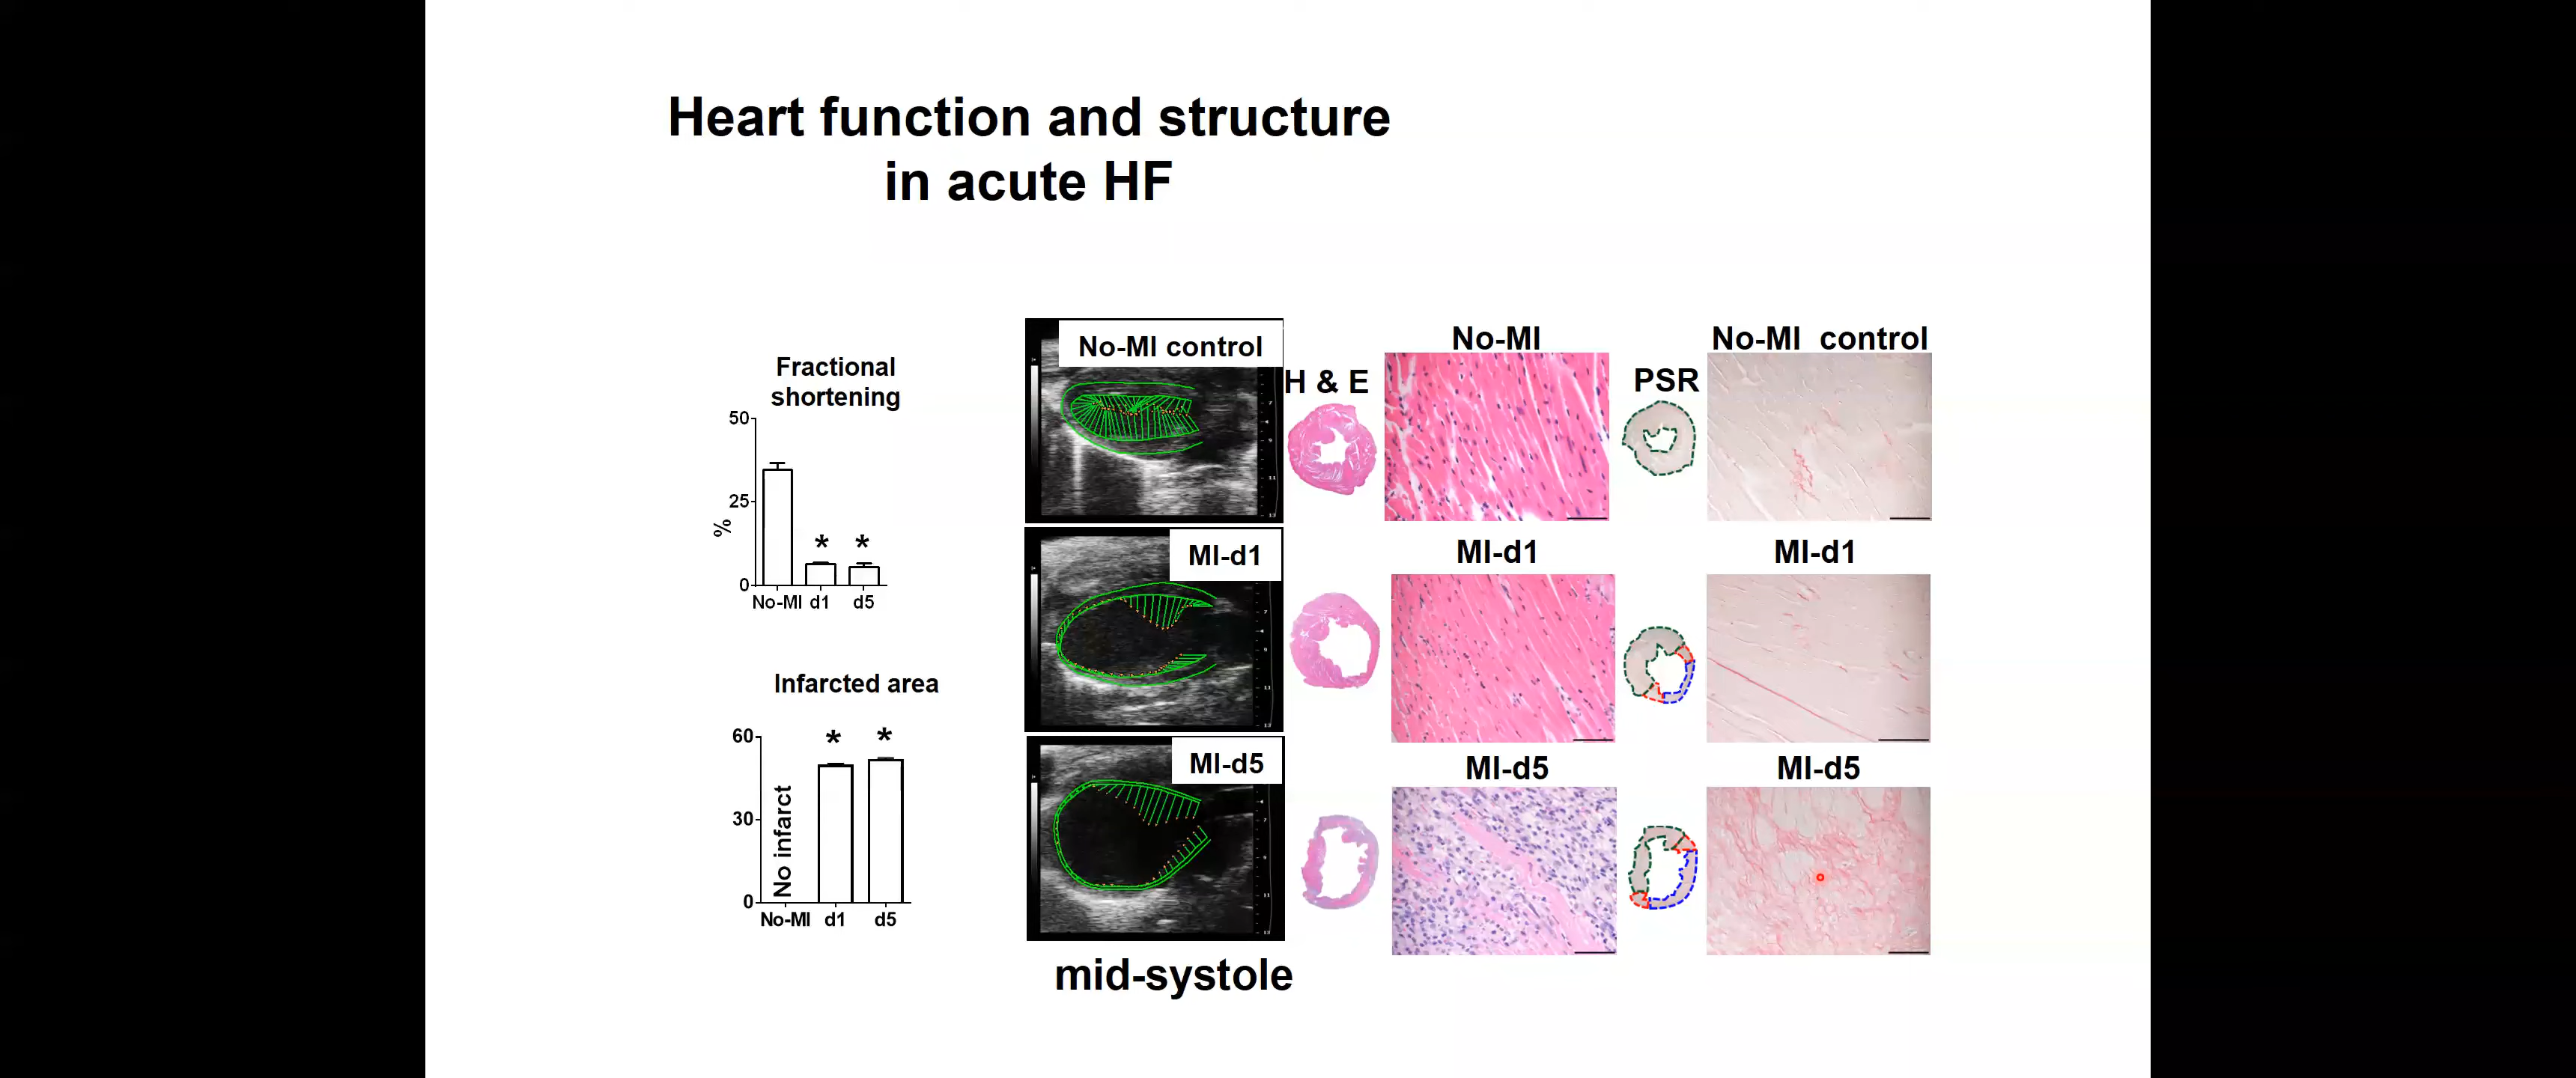 Heart function and structure
in acute HF
Fractional
shortening
50
25
0
%
*
*
No-MI
d1
d5
Infarcted area
60
30
0
No infarct
*
*
No-MI
d1
d5
No-MI control
MI-d1
MI-d5
mid-systole
H & E
No-MI
MI-d1
MI-d5
PSR
No-MI control
MI-d1
MI-d5